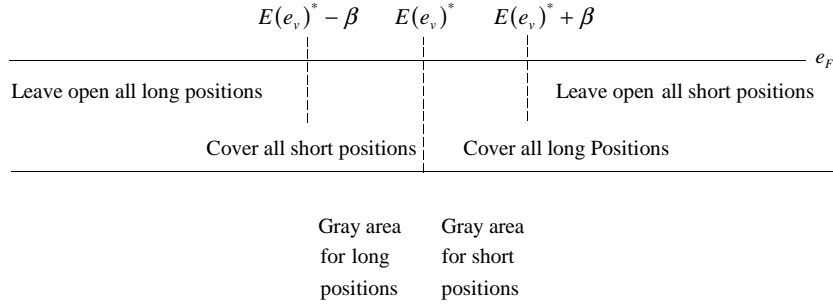 E(e_v)* − β E(e_v)* E(e_v)* + β
e_F
Leave open all long positions Leave open all short positions
Cover all short positions Cover all long Positions
Gray area Gray area
for long for short
positions positions